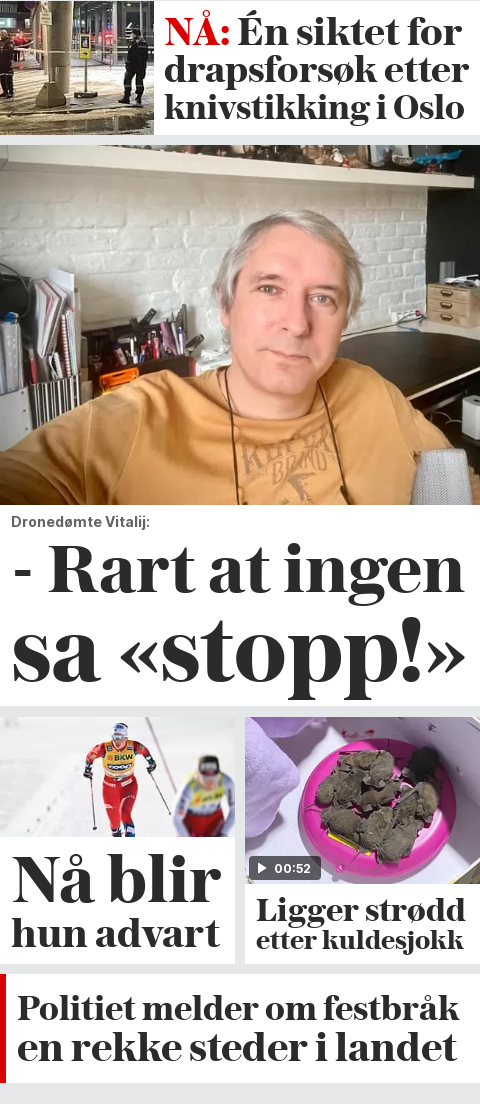 NÅ: Én siktet for
drapsforsøk etter
knivstikking i Oslo
Dronedømte Vitalij:
- Rart at ingen
sa «stopp!»
BKW
Nå blir
hun advart
00:52
Ligger strødd
etter kuldesjokk
Politiet melder om festbråk
en rekke steder i landet